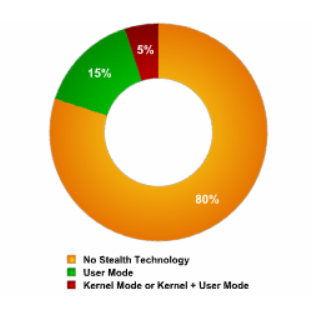 5%
15%
80%
No Stealth Technology
User Mode
Kernel Mode or Kernel + User Mode